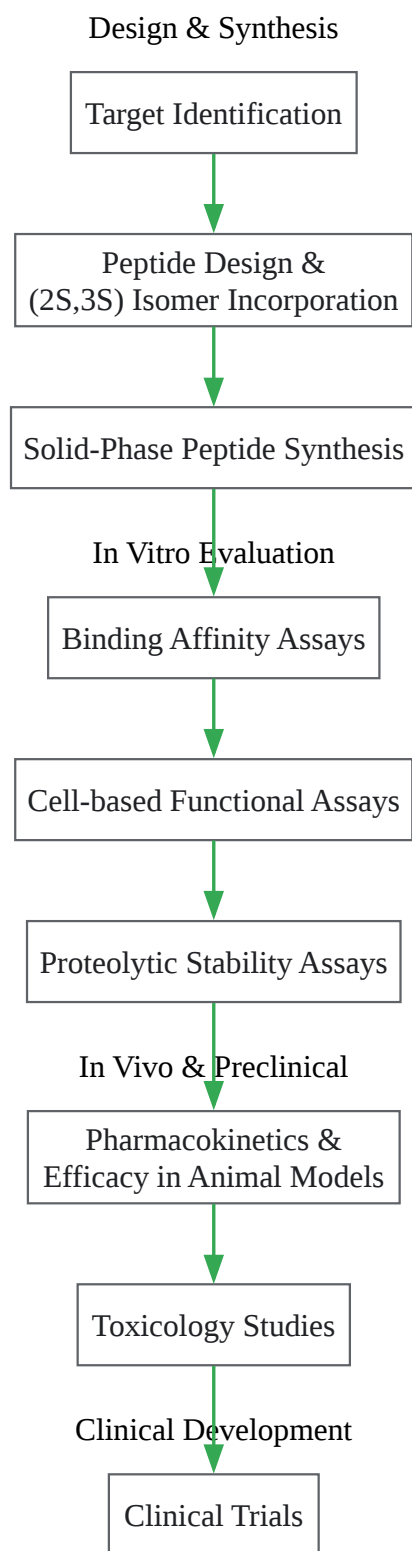 Design & Synthesis
Target Identification
Peptide Design &
(2S,3S) Isomer Incorporation
Solid-Phase Peptide Synthesis
In Vitro Evaluation
Binding Affinity Assays
Cell-based Functional Assays
Proteolytic Stability Assays
In Vivo & Preclinical
Pharmacokinetics &
Efficacy in Animal Models
Toxicology Studies
Clinical Development
Clinical Trials